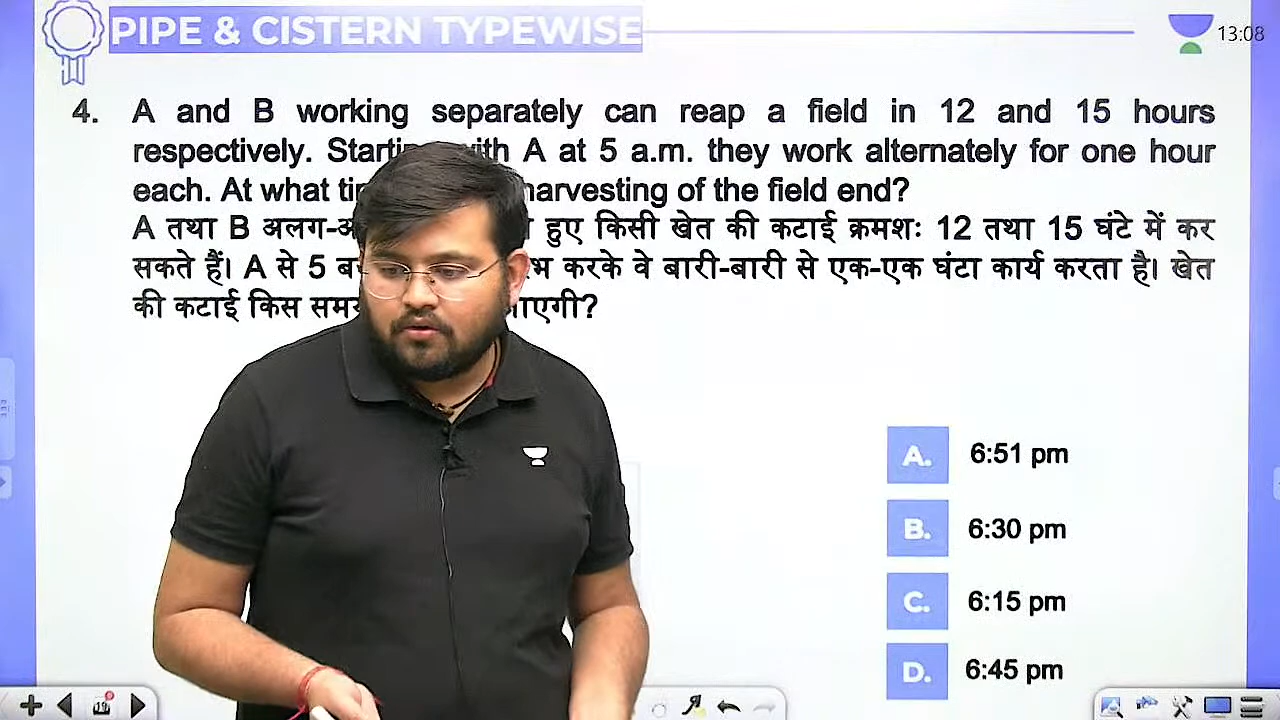 PIPE & CISTERN TYPEWISE
13:08
4. A and B working separately can reap a field in 12 and 15 hours
respectively. with A at 5 a.m. they work alternately for one hour
each. At what harvesting of the field end?
A तथा B हुए किसी खेत की कटाई क्रमशः 12 तथा 15 घंटे में कर
सकते हैं। A से 5 करके वे बारी-बारी से एक-एक घंटा कार्य करता है। खेत
की कटाई किस
A. 6:51 pm
B. 6:30 pm
C. 6:15 pm
D. 6:45 pm